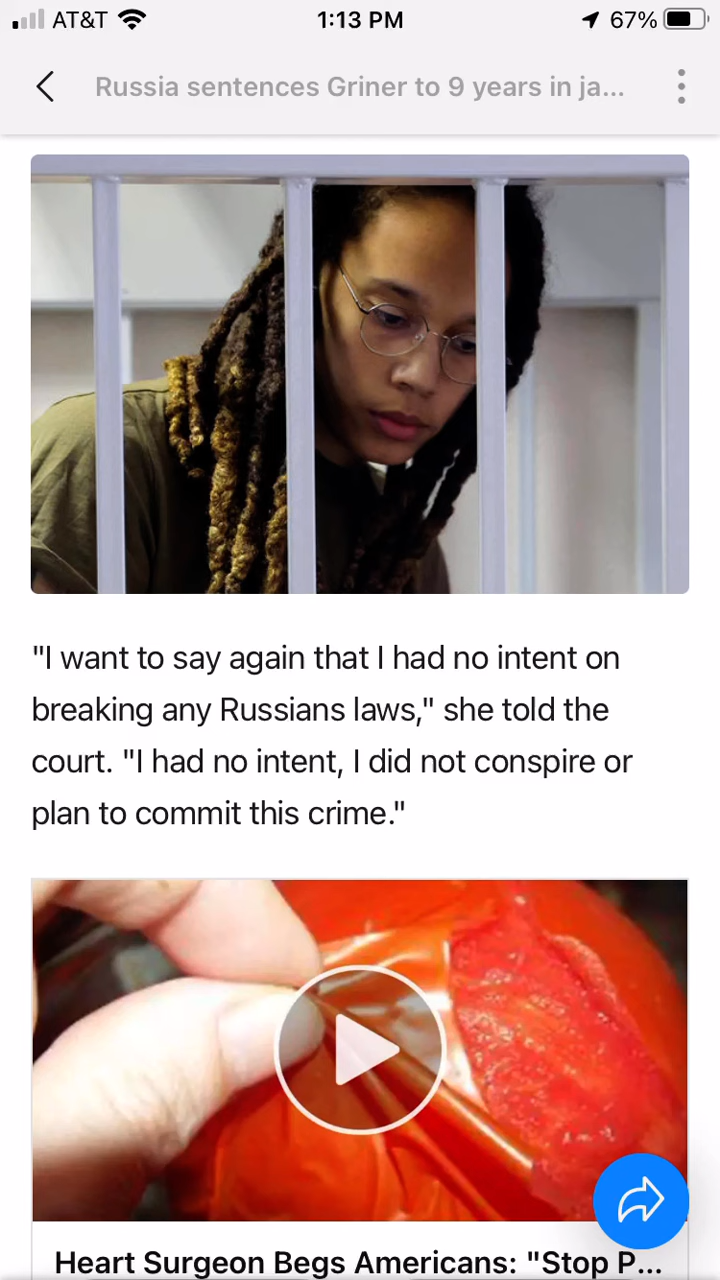 AT&T 1:13 PM 67%
Russia sentences Griner to 9 years in ja...
"I want to say again that I had no intent on
breaking any Russians laws," she told the
court. "I had no intent, I did not conspire or
plan to commit this crime."
Heart Surgeon Begs Americans: "Stop P...